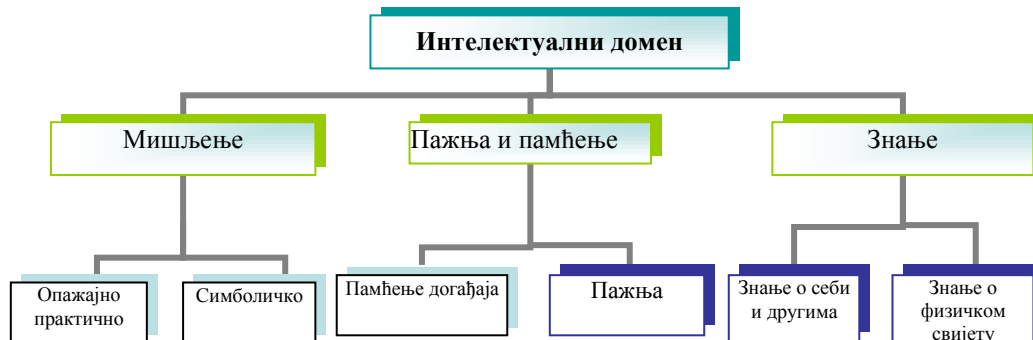 Интелектуални домен
Мишљење
Пажња и памћење
Знање
Опажајно
практично
Симболичко
Памћење догађаја
Пажња
Знање о себи
и другима
Знање о
физичком
свијету